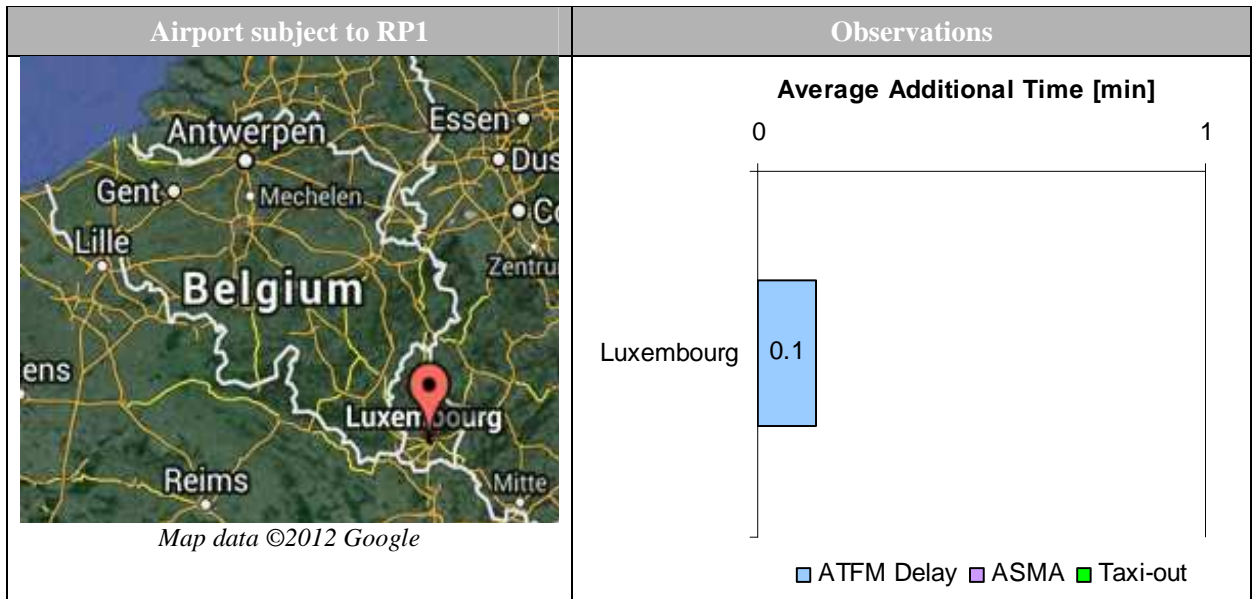 Airport subject to RP1
Observations
Antwerpen
Essen
Dus
Gent
Mechelen
Co
Lille
Zentru
Belgium
ens
Luxembourg
Reims
Mitte
Map data ©2012 Google
Average Additional Time [min]
0 1
Luxembourg 0.1
ATFM Delay ASMA Taxi-out